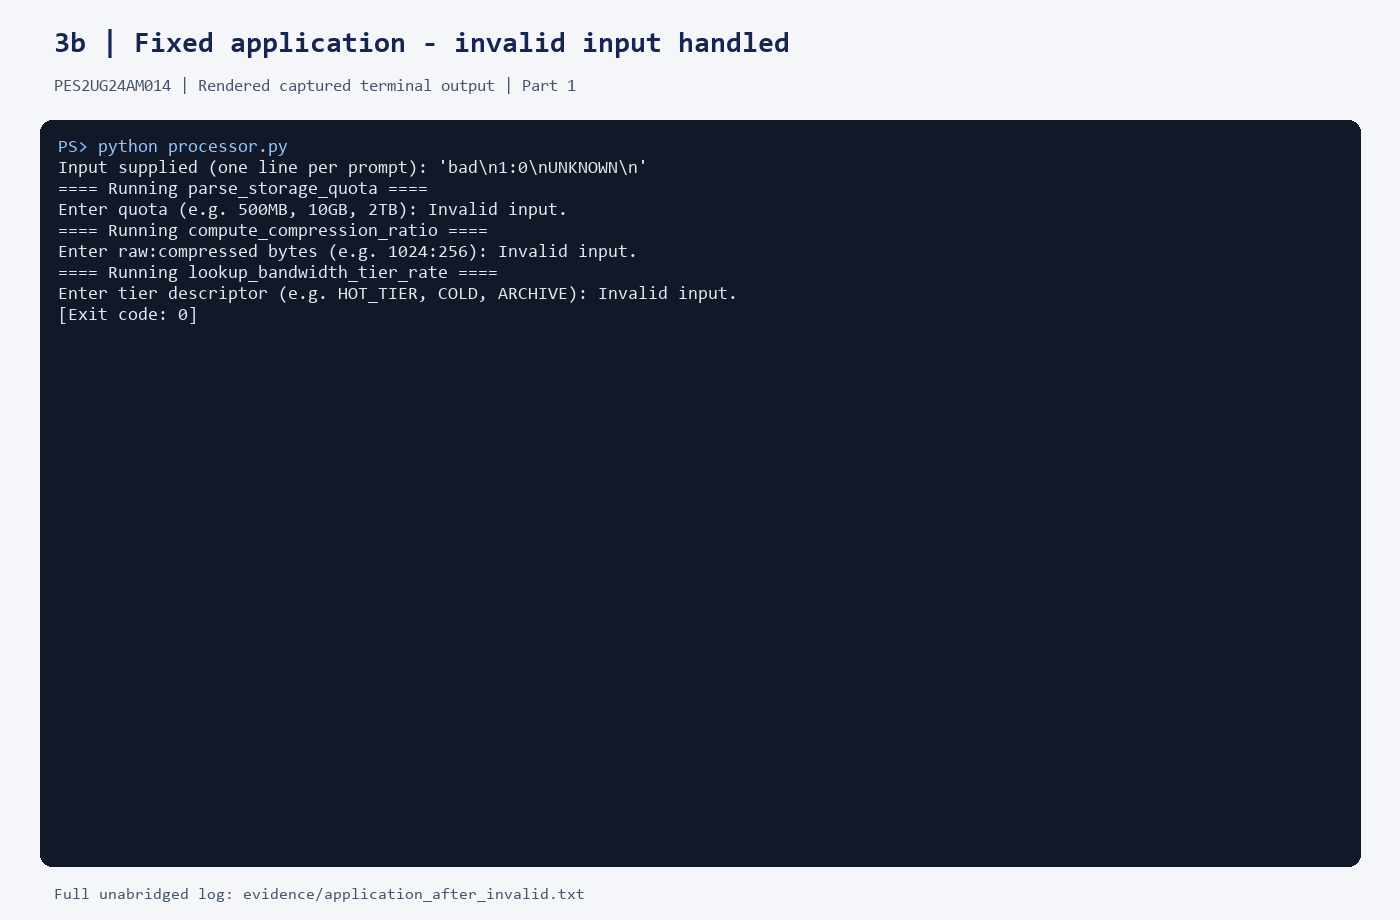 3b | Fixed application - invalid input handled
PES2UG24AM014 | Rendered captured terminal output | Part 1
PS> python processor.py
Input supplied (one line per prompt): 'bad\n1:0\nUNKNOWN\n'
==== Running parse_storage_quota ====
Enter quota (e.g. 500MB, 10GB, 2TB): Invalid input.
==== Running compute_compression_ratio ====
Enter raw:compressed bytes (e.g. 1024:256): Invalid input.
==== Running lookup_bandwidth_tier_rate ====
Enter tier descriptor (e.g. HOT_TIER, COLD, ARCHIVE): Invalid input.
[Exit code: 0]
Full unabridged log: evidence/application_after_invalid.txt